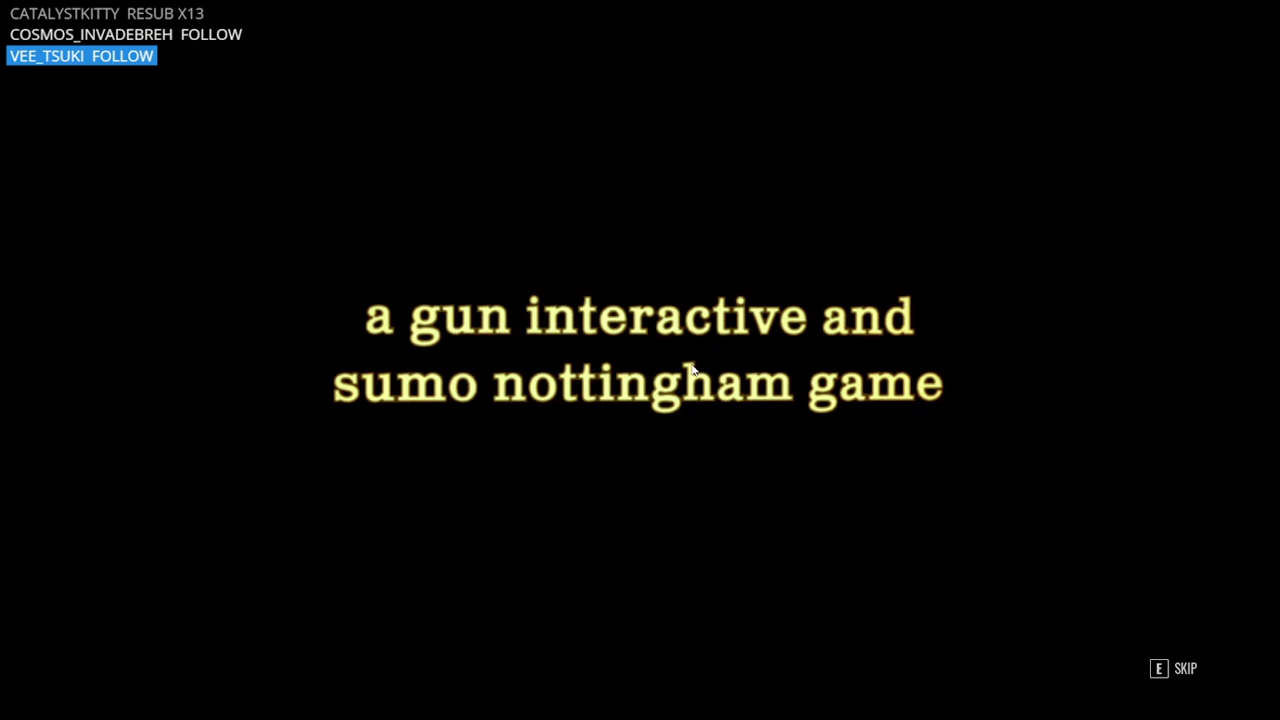 CATALYSTKITTY RESUB X13
COSMOS_INVADEBREH FOLLOW
VEE_TSUKI FOLLOW
a gun interactive and
sumo nottingham game
E SKIP